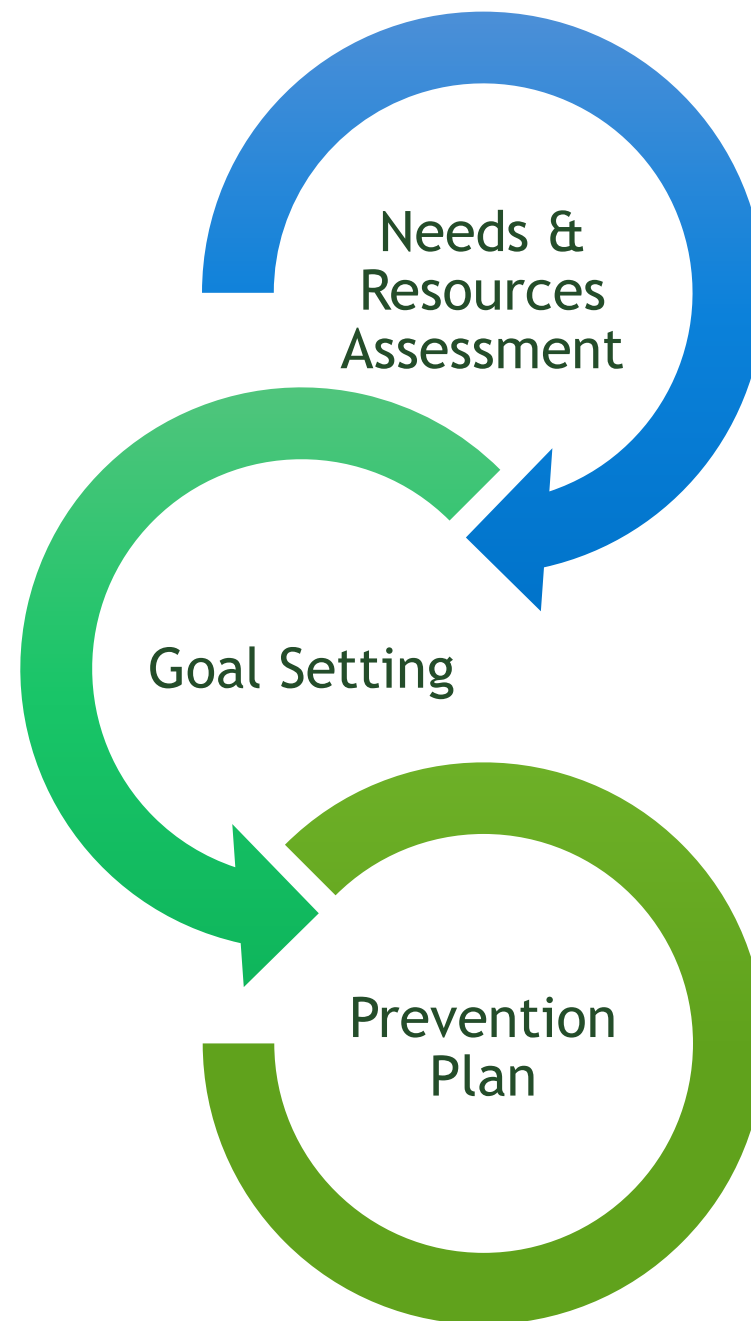 Needs &
Resources
Assessment
Goal Setting
Prevention
Plan